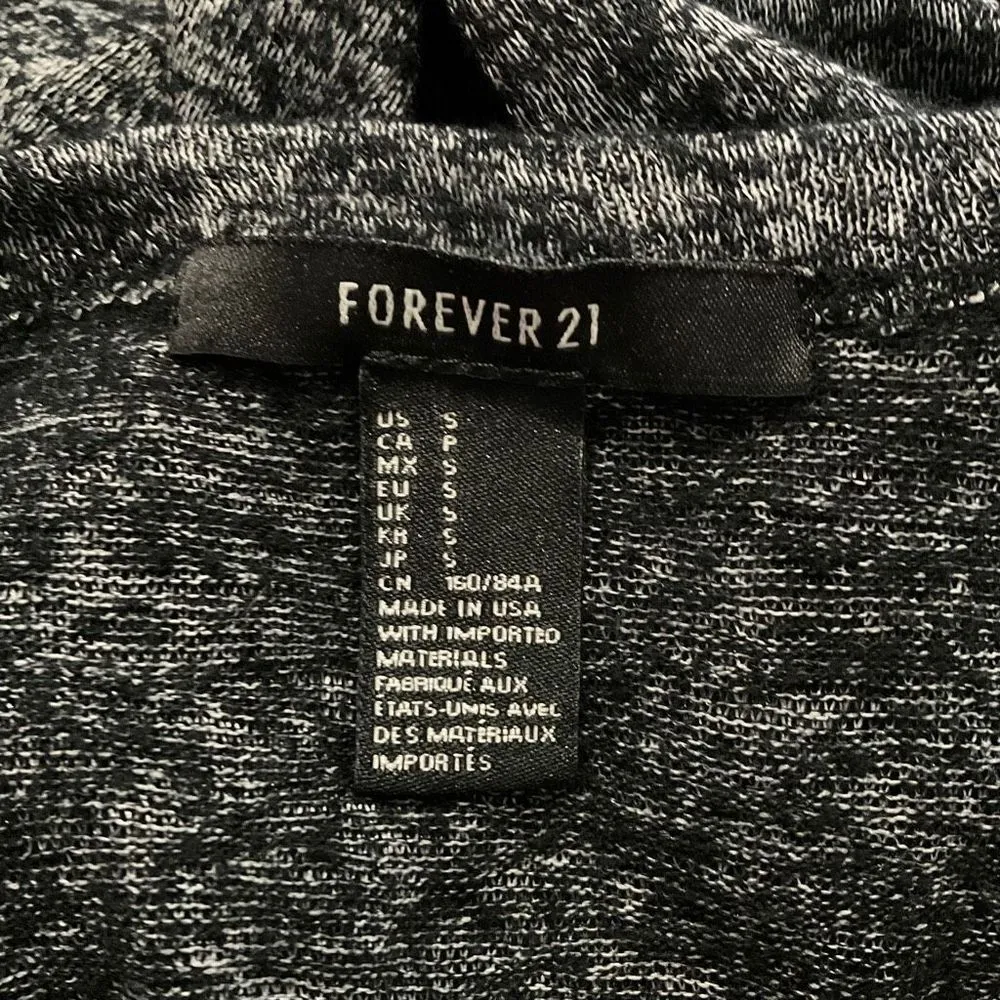 FOREVER 21
US S
CA P
MX S
EU S
UK S
KR S
JP S
CN 160/84A
MADE IN USA
WITH IMPORTED
MATERIALS
FABRIQUÉ AUX
ÉTATS-UNIS AVEC
DES MATÉRIAUX
IMPORTÉS